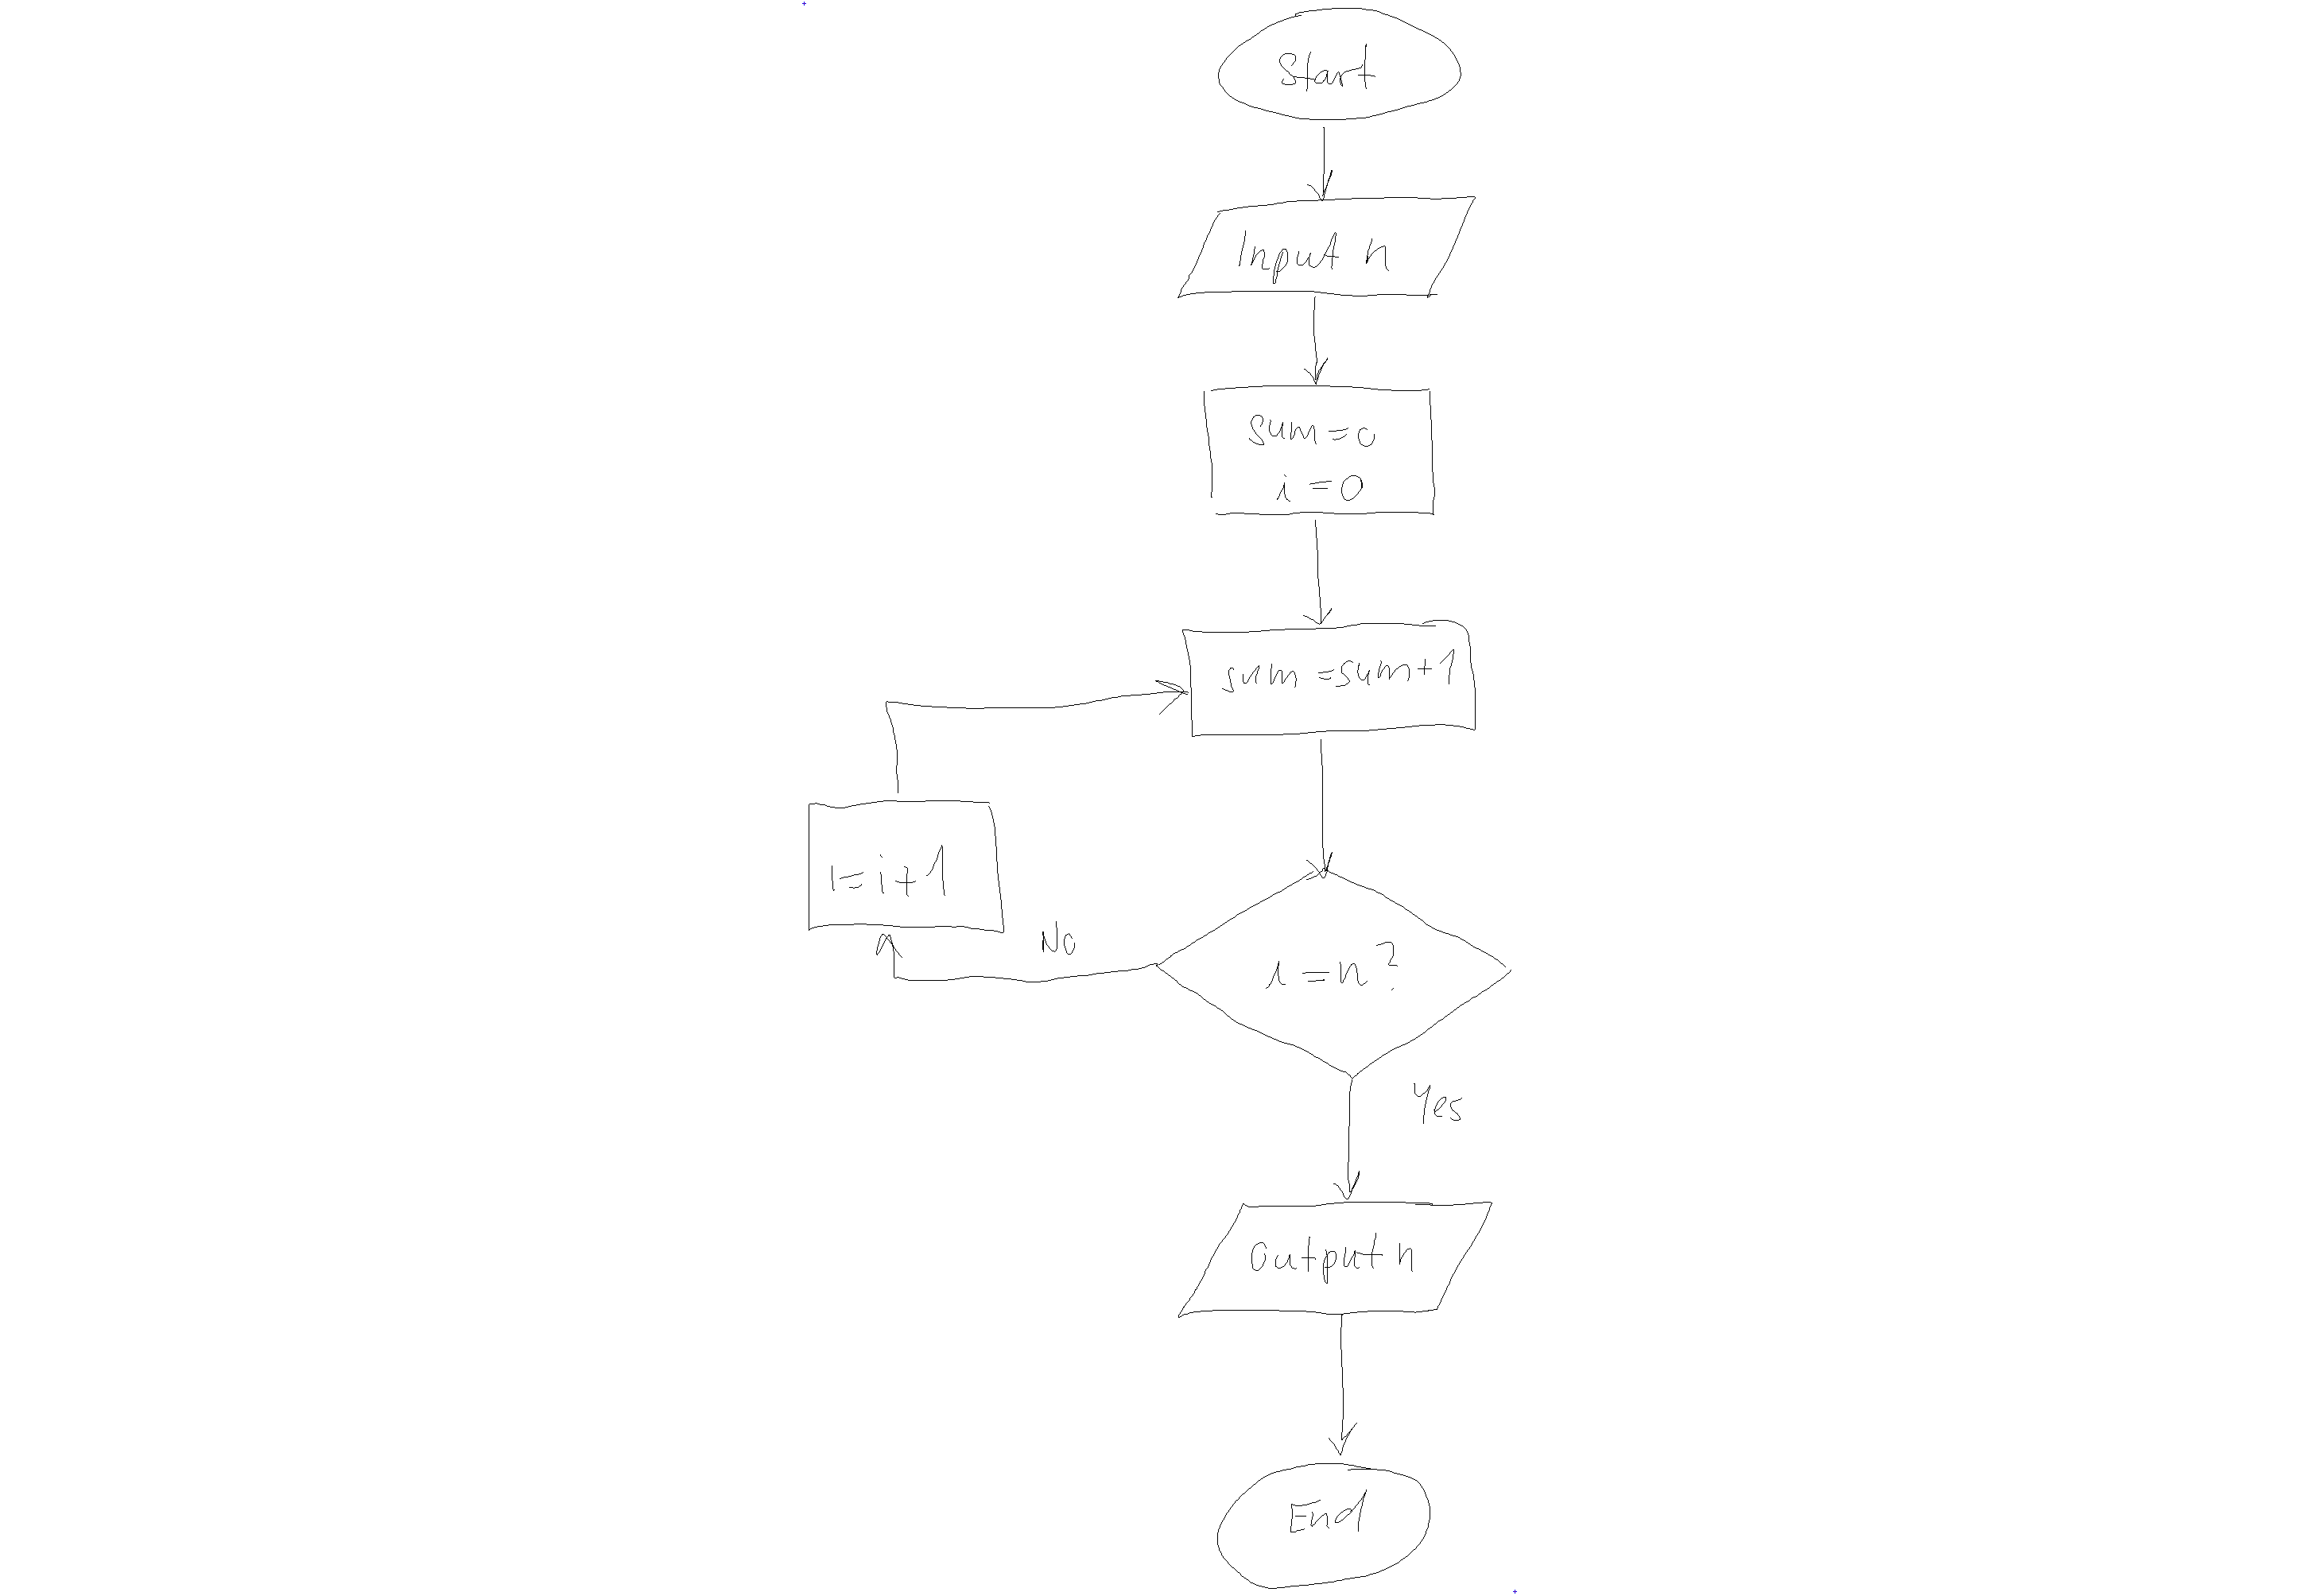 Start
Input n
sum=0
i=0
sum=sum+1
i=i+1
No
i=n?
Yes
Output n
End